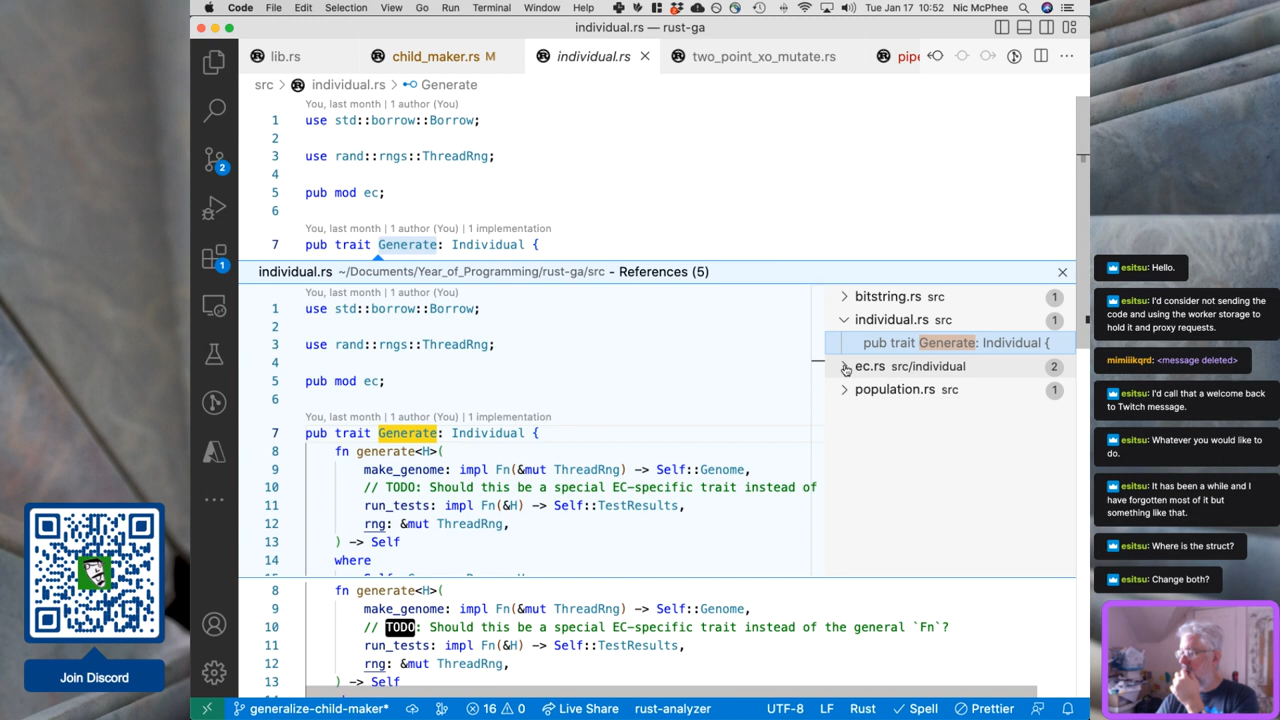 Code File Edit Selection View Go Run Terminal Window Help Tue Jan 17 10:52 Nic McPhee
individual.rs — rust-ga
lib.rs child_maker.rs M individual.rs two_point_xo_mutate.rs pipe
src individual.rs Generate
You, last month | 1 author (You)
1 use std::borrow::Borrow;
2
3 use rand::rngs::ThreadRng;
4
5 pub mod ec;
6
You, last month | 1 author (You) | 1 implementation
7 pub trait Generate: Individual {
individual.rs ~/Documents/Year_of_Programming/rust-ga/src - References (5)
You, last month | 1 author (You)
1 use std::borrow::Borrow;
2
3 use rand::rngs::ThreadRng;
4
5 pub mod ec;
6
You, last month | 1 author (You) | 1 implementation
7 pub trait Generate: Individual {
8 fn generate<H>(
9 make_genome: impl Fn(&mut ThreadRng) -> Self::Genome,
10 // TODO: Should this be a special EC-specific trait instead of
11 run_tests: impl Fn(&H) -> Self::TestResults,
12 rng: &mut ThreadRng,
13 ) -> Self
14 where
bitstring.rs src 1
individual.rs src 1
pub trait Generate: Individual {
ec.rs src/individual 2
population.rs src 1
8 fn generate<H>(
9 make_genome: impl Fn(&mut ThreadRng) -> Self::Genome,
10 // TODO: Should this be a special EC-specific trait instead of the general `Fn`?
11 run_tests: impl Fn(&H) -> Self::TestResults,
12 rng: &mut ThreadRng,
13 ) -> Self
generalize-child-maker* 16 0 Live Share rust-analyzer UTF-8 LF Rust Spell Prettier
2
1
Join Discord
esitsu: Hello.
esitsu: I'd consider not sending the
code and using the worker storage to
hold it and proxy requests.
mimiiikqrd: <message deleted>
esitsu: I'd call that a welcome back
to Twitch message.
esitsu: Whatever you would like to
do.
esitsu: It has been a while and I
have forgotten most of it but
something like that.
esitsu: Where is the struct?
esitsu: Change both?